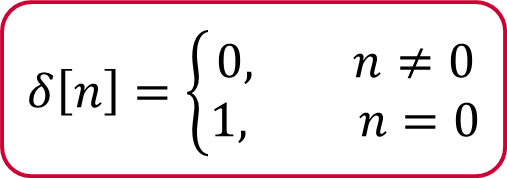 δ[n] = { 0, n ≠ 0
1, n = 0